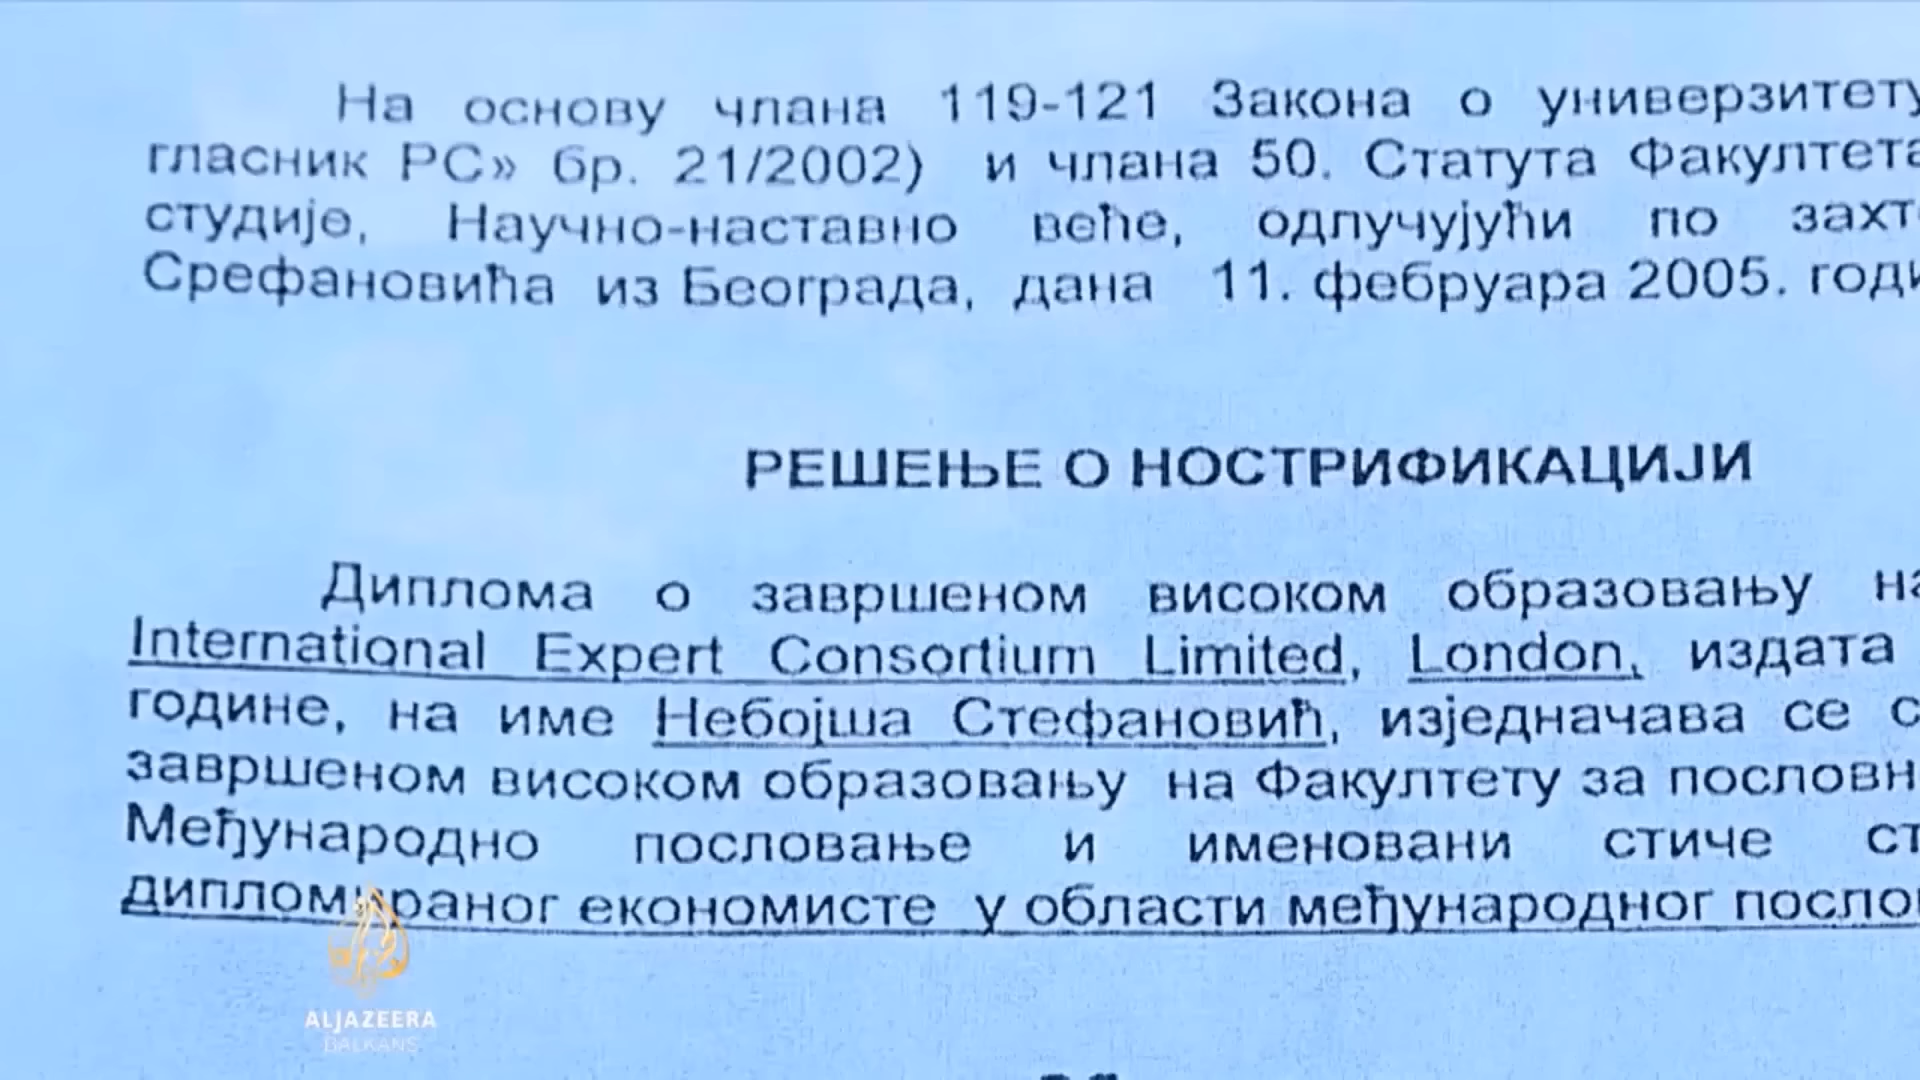 На основу члана 119-121 Закона о универзитету
гласник РС» бр. 21/2002) и члана 50. Статута Факултета
студије, Научно-наставно веће, одлучујући по захт
Срефановића из Београда, дана 11. фебруара 2005. годи
РЕШЕЊЕ О НОСТРИФИКАЦИЈИ
Диплома о завршеном високом образовању на
International Expert Consortium Limited, London, издата
године, на име Небојша Стефановић, изједначава се с
завршеном високом образовању на Факултету за пословн
Међународно пословање и именовани стиче ст
дипломираног економисте у области међународног посло
ALJAZEERA
BALKANS